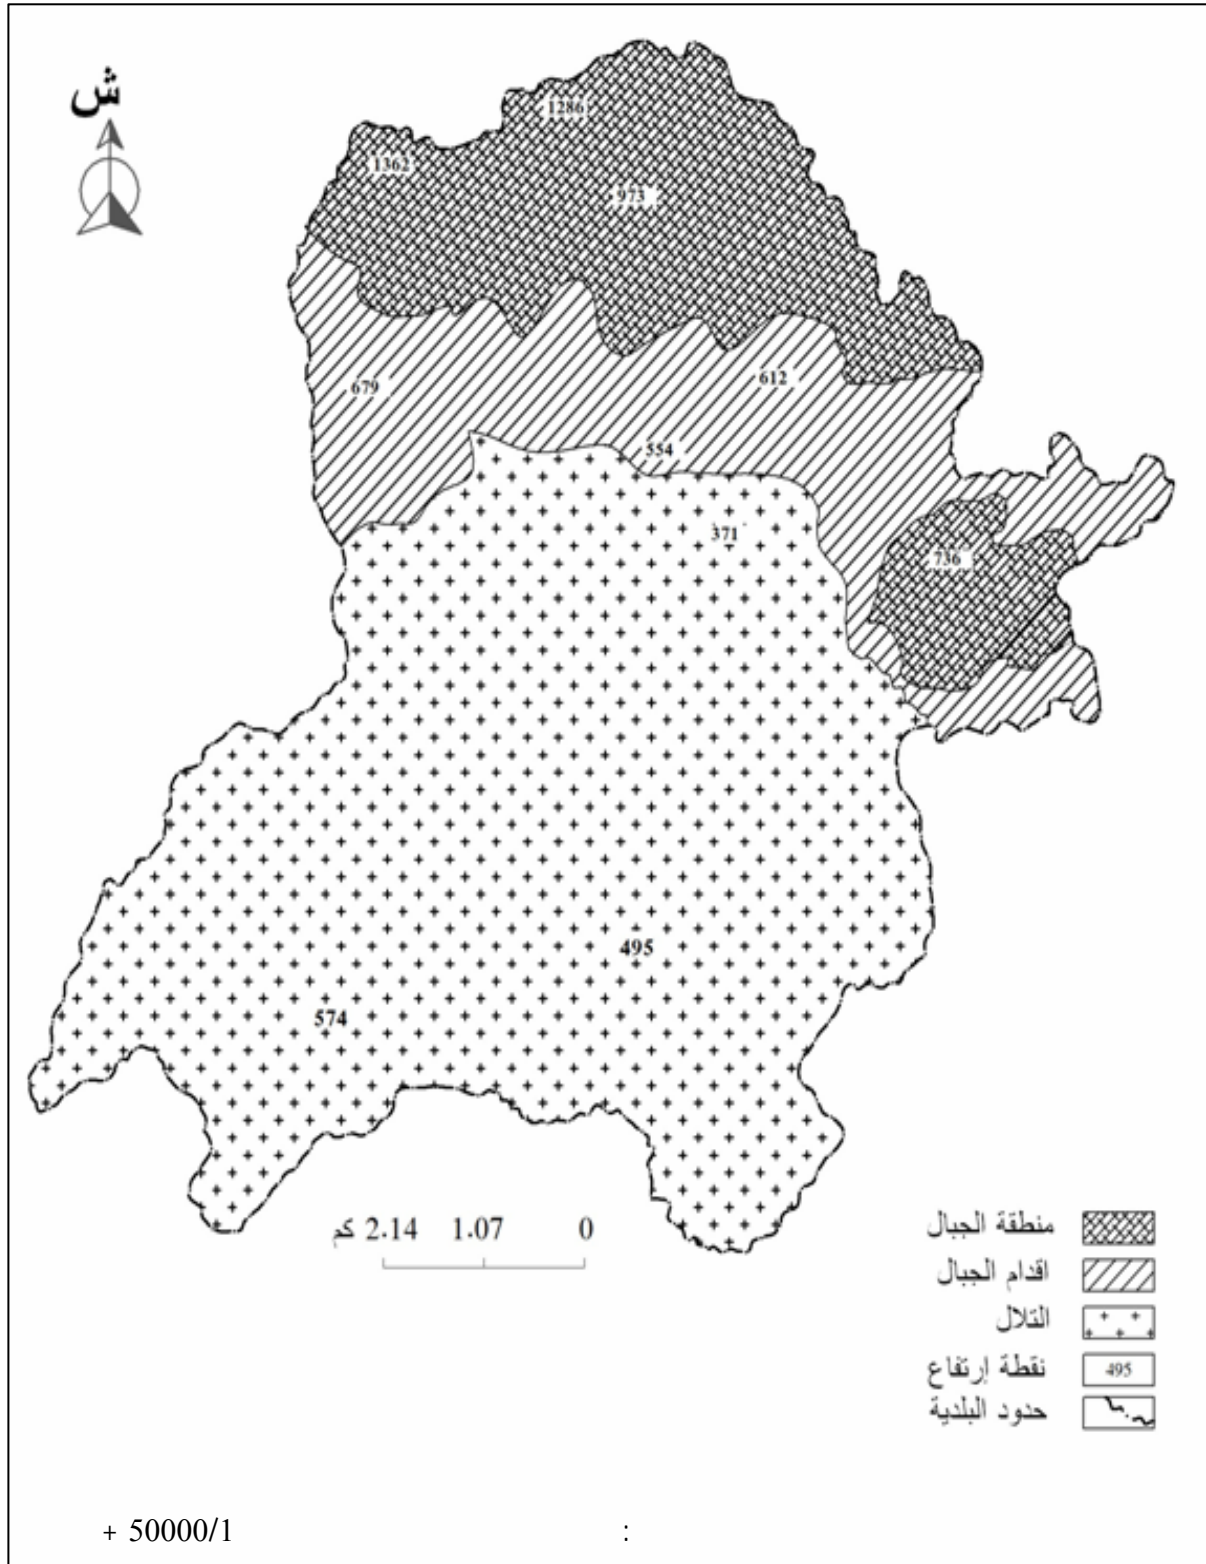 ش
1286
1362
973
679
612
554
371
736
495
574
0 1.07 2.14 كم
منطقة الجبال
اقدام الجبال
التلال
495 نقطة إرتفاع
حدود البلدية
: 50000/1 +